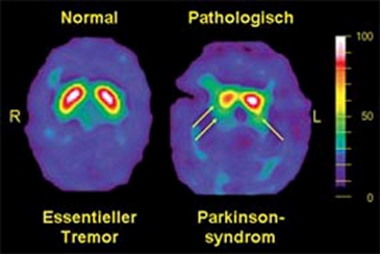 Normal
Pathologisch
100
R
L
50
0
Essentieller
Tremor
Parkinson-
syndrom